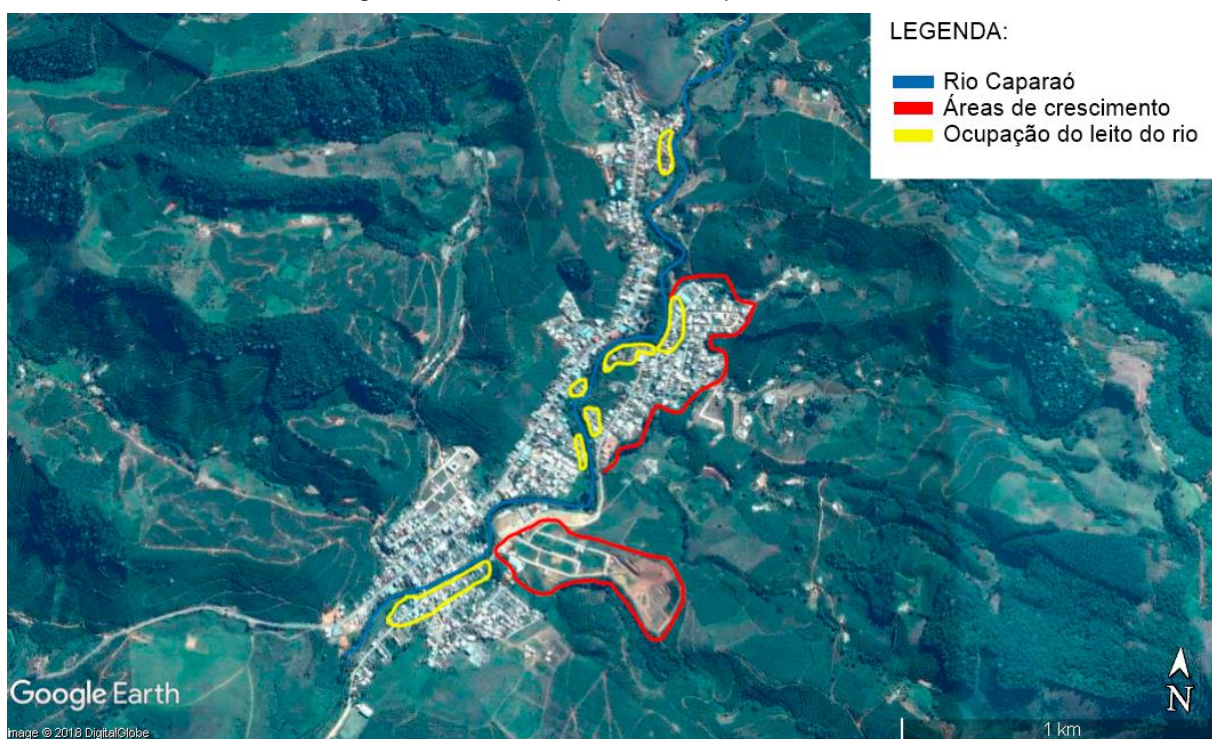 LEGENDA:
Rio Caparaó
Áreas de crescimento
Ocupação do leito do rio
Google Earth
N
Image © 2018 DigitalGlobe
1 km